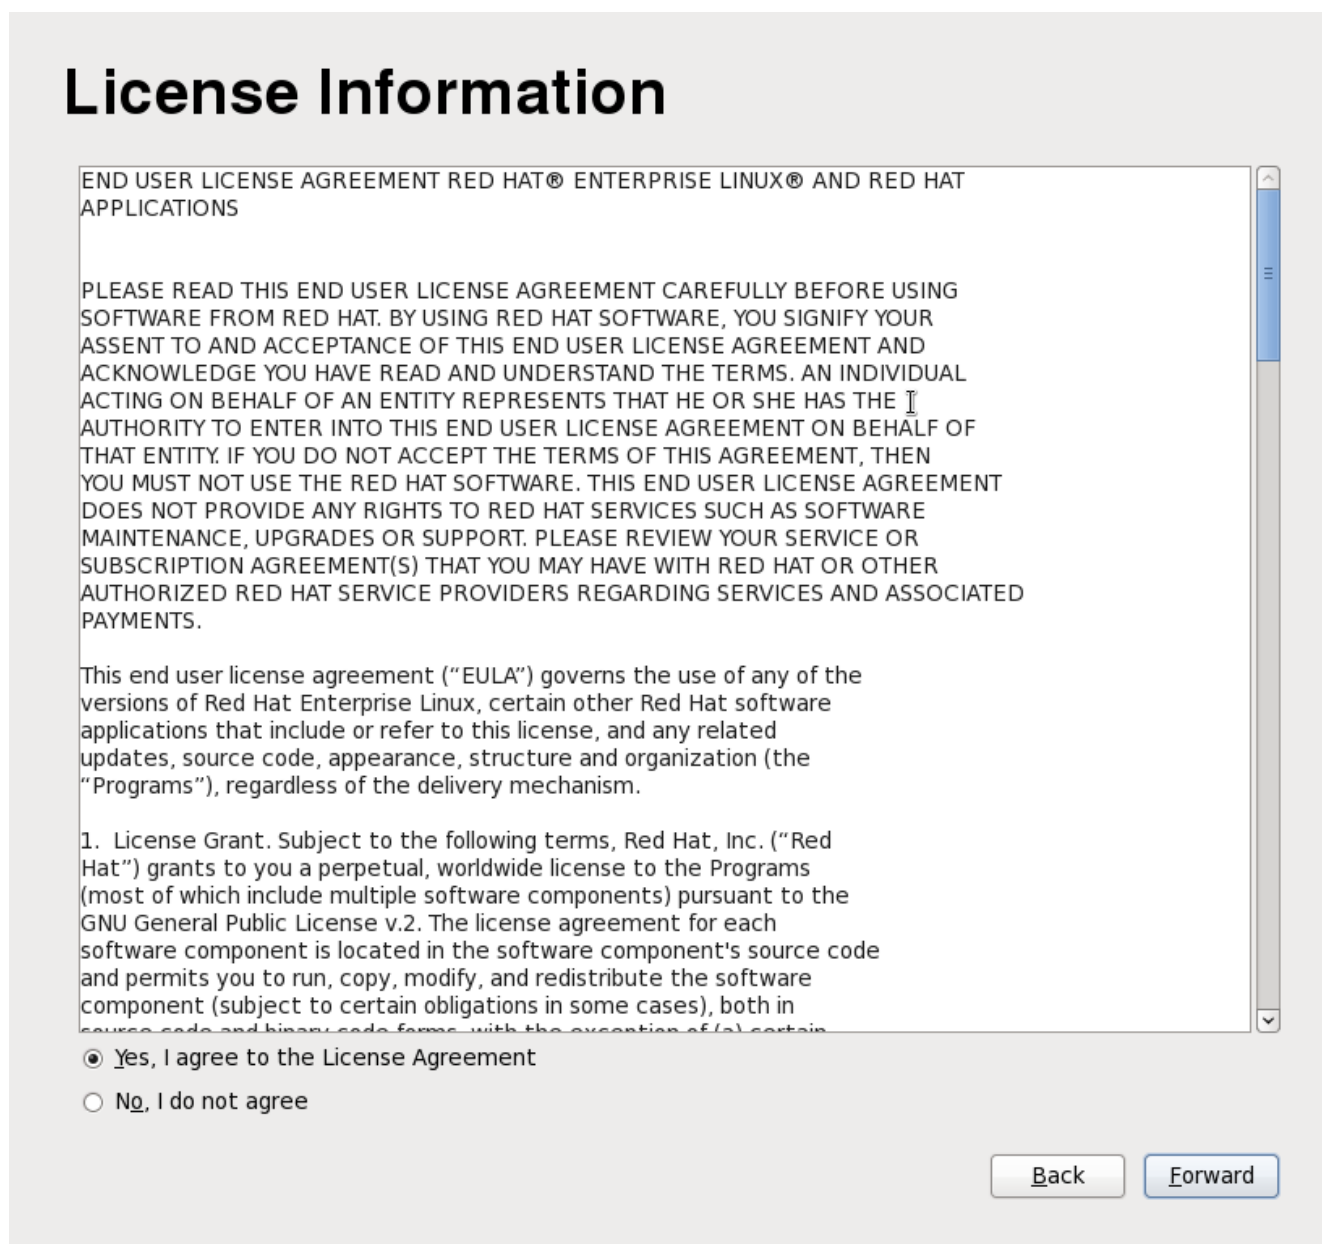 License Information
END USER LICENSE AGREEMENT RED HAT® ENTERPRISE LINUX® AND RED HAT
APPLICATIONS
PLEASE READ THIS END USER LICENSE AGREEMENT CAREFULLY BEFORE USING
SOFTWARE FROM RED HAT. BY USING RED HAT SOFTWARE, YOU SIGNIFY YOUR
ASSENT TO AND ACCEPTANCE OF THIS END USER LICENSE AGREEMENT AND
ACKNOWLEDGE YOU HAVE READ AND UNDERSTAND THE TERMS. AN INDIVIDUAL
ACTING ON BEHALF OF AN ENTITY REPRESENTS THAT HE OR SHE HAS THE
AUTHORITY TO ENTER INTO THIS END USER LICENSE AGREEMENT ON BEHALF OF
THAT ENTITY. IF YOU DO NOT ACCEPT THE TERMS OF THIS AGREEMENT, THEN
YOU MUST NOT USE THE RED HAT SOFTWARE. THIS END USER LICENSE AGREEMENT
DOES NOT PROVIDE ANY RIGHTS TO RED HAT SERVICES SUCH AS SOFTWARE
MAINTENANCE, UPGRADES OR SUPPORT. PLEASE REVIEW YOUR SERVICE OR
SUBSCRIPTION AGREEMENT(S) THAT YOU MAY HAVE WITH RED HAT OR OTHER
AUTHORIZED RED HAT SERVICE PROVIDERS REGARDING SERVICES AND ASSOCIATED
PAYMENTS.
This end user license agreement (“EULA”) governs the use of any of the
versions of Red Hat Enterprise Linux, certain other Red Hat software
applications that include or refer to this license, and any related
updates, source code, appearance, structure and organization (the
“Programs”), regardless of the delivery mechanism.
1.  License Grant. Subject to the following terms, Red Hat, Inc. (“Red
Hat”) grants to you a perpetual, worldwide license to the Programs
(most of which include multiple software components) pursuant to the
GNU General Public License v.2. The license agreement for each
software component is located in the software component's source code
and permits you to run, copy, modify, and redistribute the software
component (subject to certain obligations in some cases), both in
source code and binary code forms, with the exception of (a) certain
Yes, I agree to the License Agreement
No, I do not agree
Back
Forward